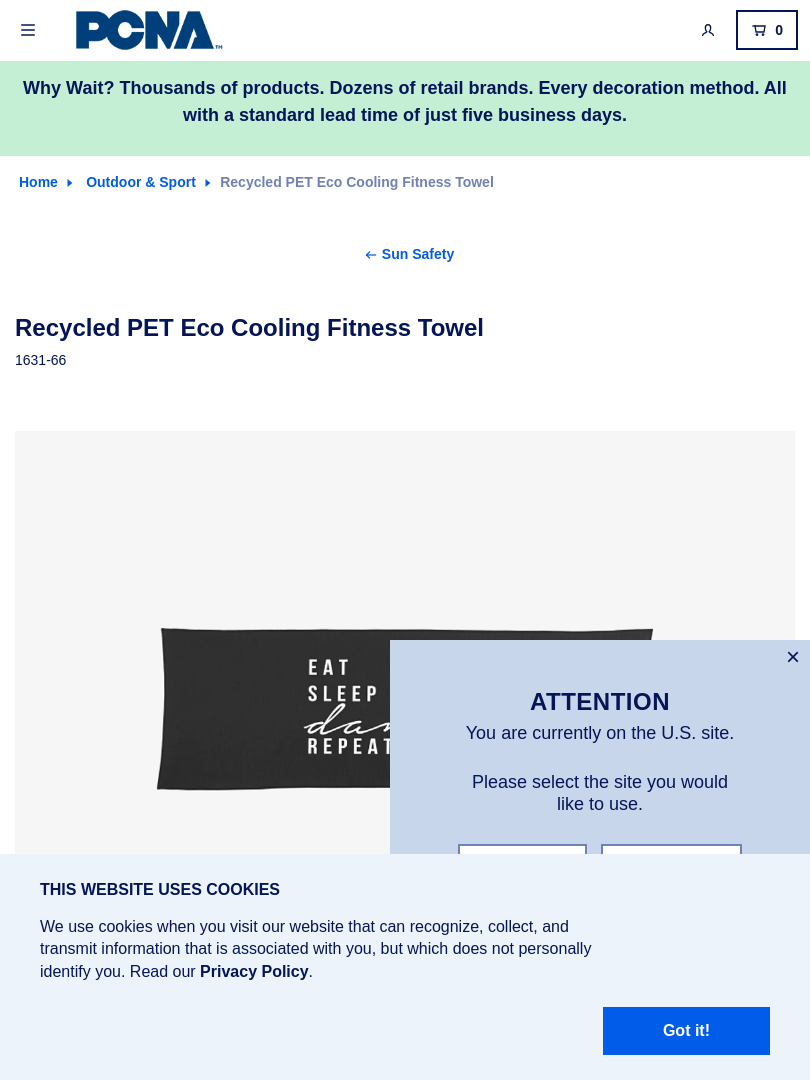 PCNA™
0
Why Wait? Thousands of products. Dozens of retail brands. Every decoration method. All
with a standard lead time of just five business days.
Home
Outdoor & Sport
Recycled PET Eco Cooling Fitness Towel
Sun Safety
Recycled PET Eco Cooling Fitness Towel
1631-66
EAT
SLEEP
REPEAT
ATTENTION
You are currently on the U.S. site.
Please select the site you would
like to use.
THIS WEBSITE USES COOKIES
We use cookies when you visit our website that can recognize, collect, and
transmit information that is associated with you, but which does not personally
identify you. Read our Privacy Policy.
Got it!